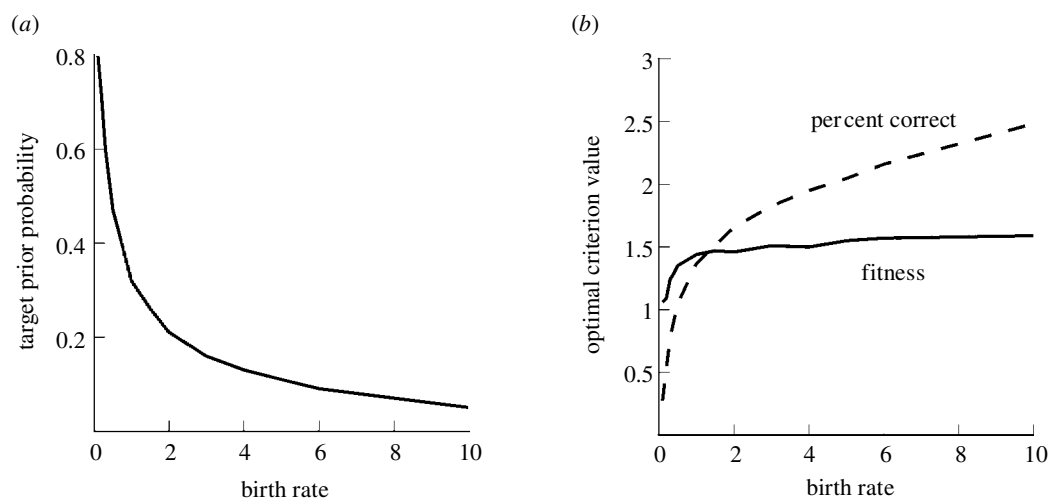 (a)
0.8
0.6
0.4
0.2
target prior probability
0 2 4 6 8 10
birth rate
(b)
3
2.5
2
1.5
1
0.5
optimal criterion value
percent correct
fitness
0 2 4 6 8 10
birth rate